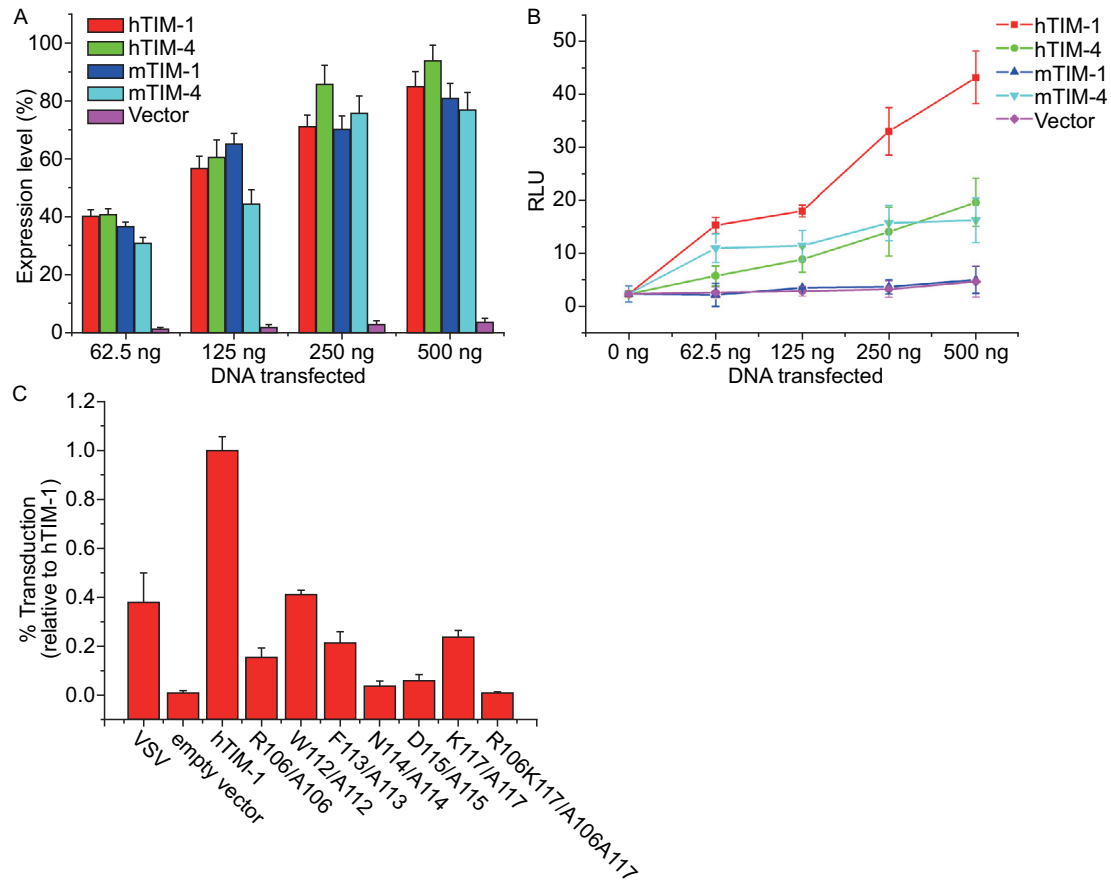 A
hTIM-1
hTIM-4
mTIM-1
mTIM-4
Vector
Expression level (%)
100
80
60
40
20
0
62.5 ng 125 ng 250 ng 500 ng
DNA transfected
B
hTIM-1
hTIM-4
mTIM-1
mTIM-4
Vector
RLU
50
40
30
20
10
0
0 ng 62.5 ng 125 ng 250 ng 500 ng
DNA transfected
C
% Transduction
(relative to hTIM-1)
1.2
1.0
0.8
0.6
0.4
0.2
0.0
VSV
empty vector
hTIM-1
R106/A106
W112/A112
F113/A113
N114/A114
D115/A115
K117/A117
R106K117/A106A117